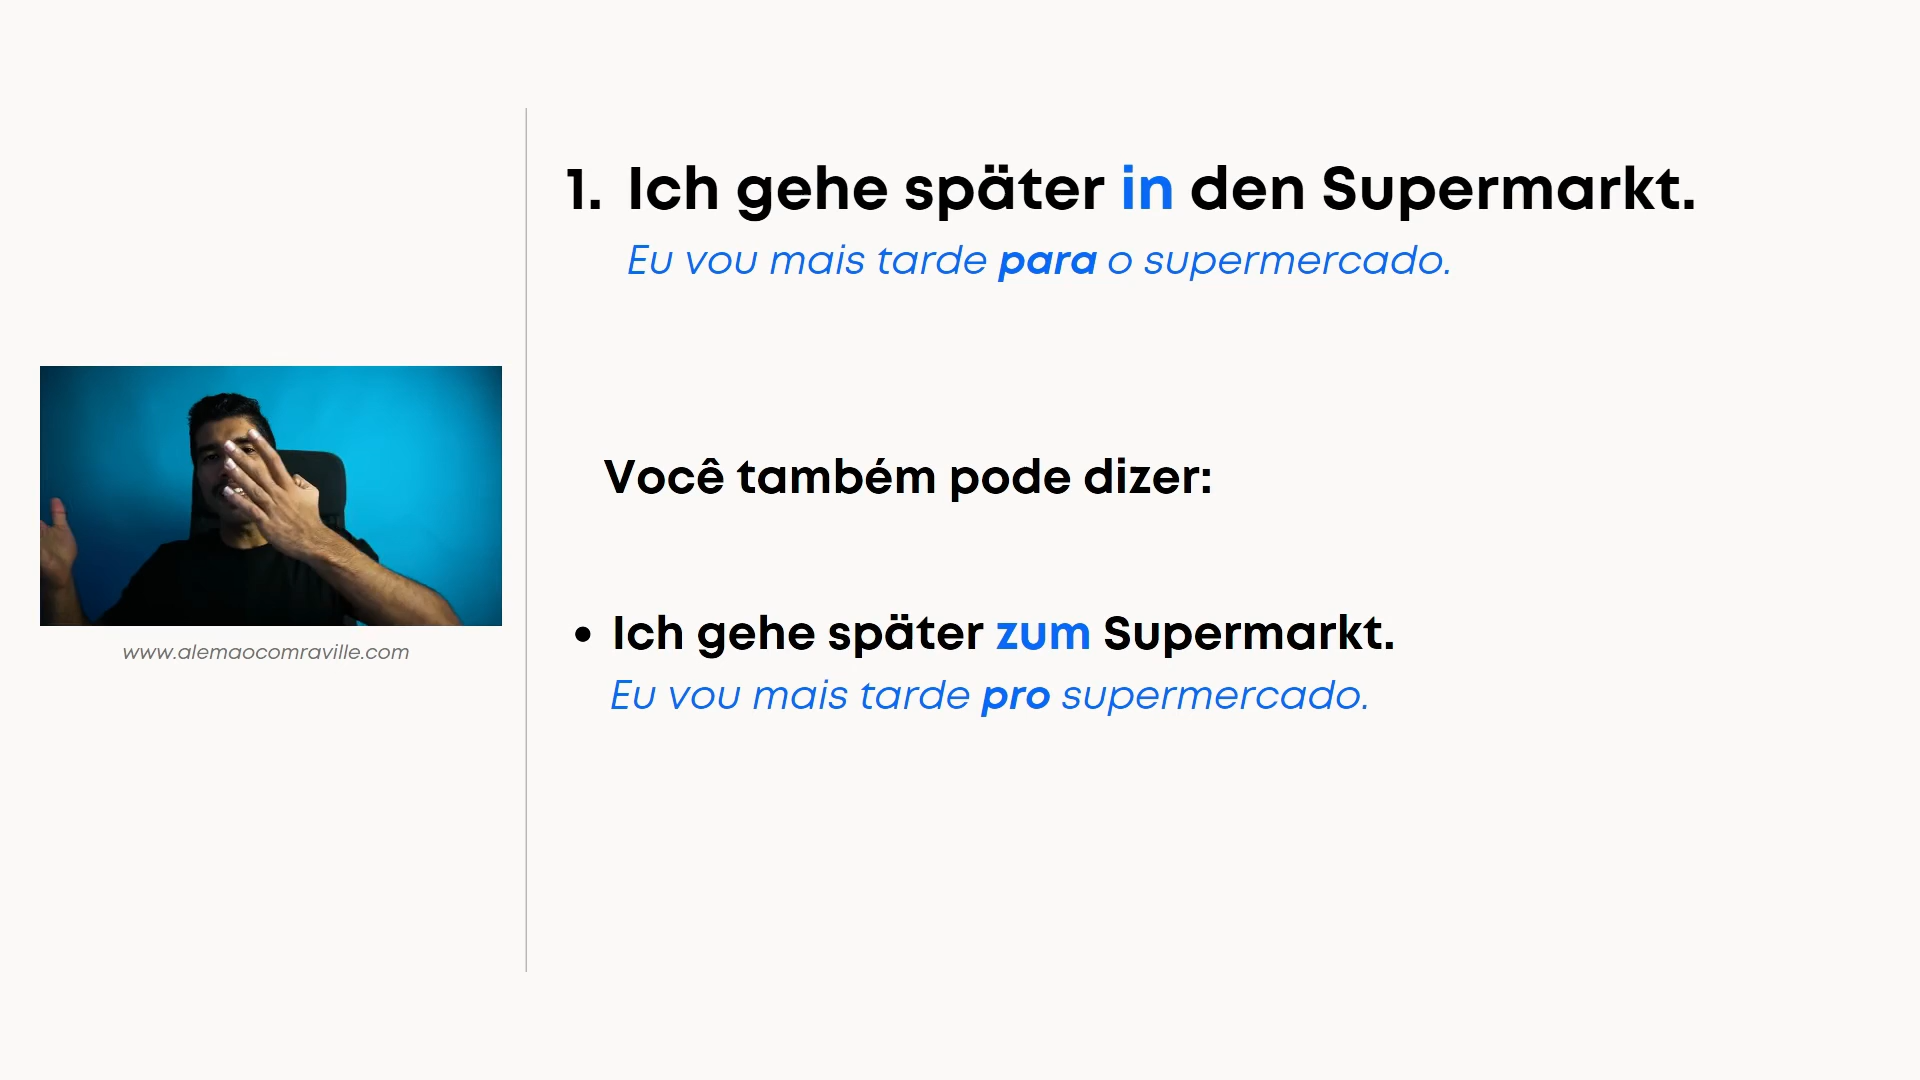 1. Ich gehe später in den Supermarkt.
Eu vou mais tarde para o supermercado.
Você também pode dizer:
• Ich gehe später zum Supermarkt.
Eu vou mais tarde pro supermercado.
www.alemaocomraville.com